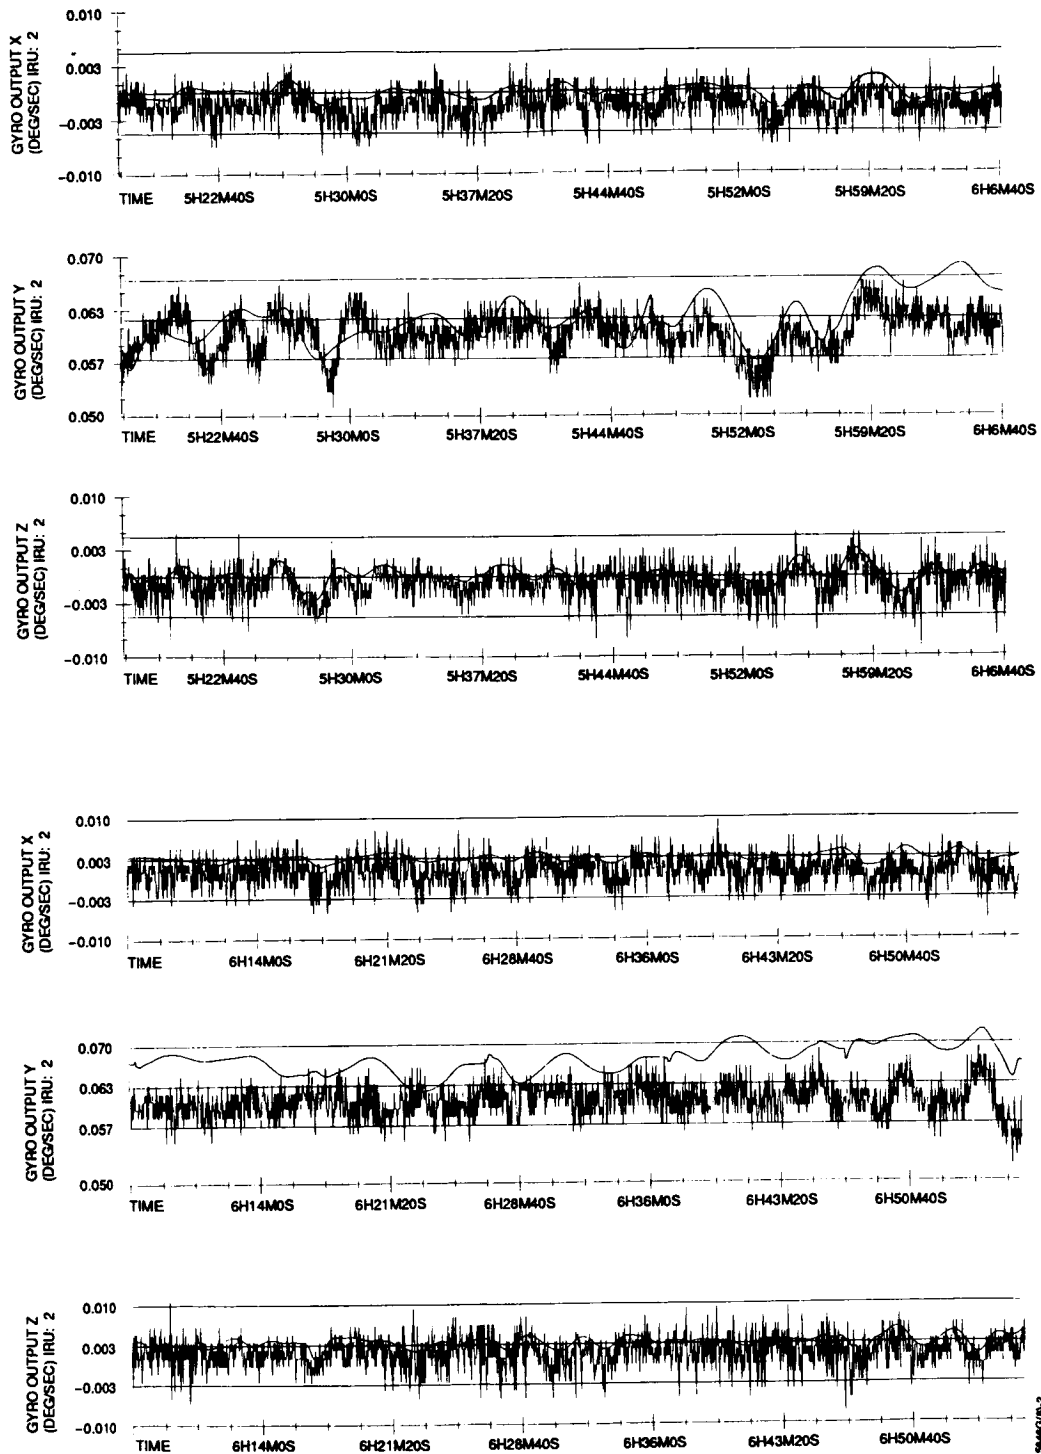 GYRO OUTPUT X
(DEG/SEC) IRU: 2
0.010
0.003
−0.003
−0.010
TIME 5H22M40S 5H30M0S 5H37M20S 5H44M40S 5H52M0S 5H59M20S 6H6M40S
GYRO OUTPUT Y
(DEG/SEC) IRU: 2
0.070
0.063
0.057
0.050
TIME 5H22M40S 5H30M0S 5H37M20S 5H44M40S 5H52M0S 5H59M20S 6H6M40S
GYRO OUTPUT Z
(DEG/SEC) IRU: 2
0.010
0.003
−0.003
−0.010
TIME 5H22M40S 5H30M0S 5H37M20S 5H44M40S 5H52M0S 5H59M20S 6H6M40S
GYRO OUTPUT X
(DEG/SEC) IRU: 2
0.010
0.003
−0.003
−0.010
TIME 6H14M0S 6H21M20S 6H28M40S 6H36M0S 6H43M20S 6H50M40S
GYRO OUTPUT Y
(DEG/SEC) IRU: 2
0.070
0.063
0.057
0.050
TIME 6H14M0S 6H21M20S 6H28M40S 6H36M0S 6H43M20S 6H50M40S
GYRO OUTPUT Z
(DEG/SEC) IRU: 2
0.010
0.003
−0.003
−0.010
TIME 6H14M0S 6H21M20S 6H28M40S 6H36M0S 6H43M20S 6H50M40S